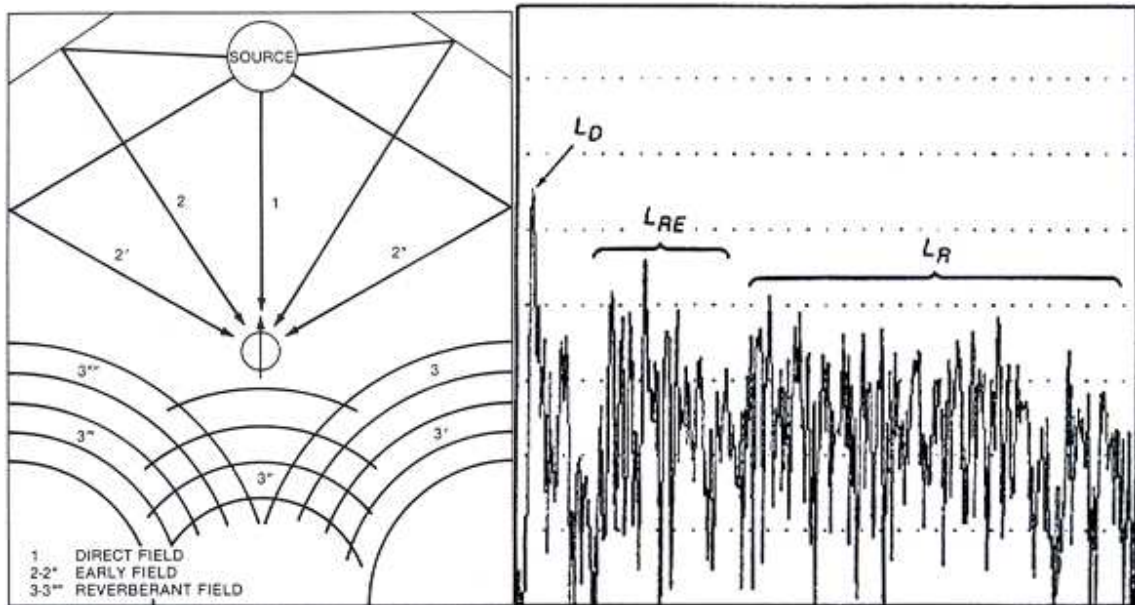 SOURCE
2
1
2'
2"
3""
3
3'"
3'
3"
1 DIRECT FIELD
2-2" EARLY FIELD
3-3"" REVERBERANT FIELD
L_D
L_RE
L_R